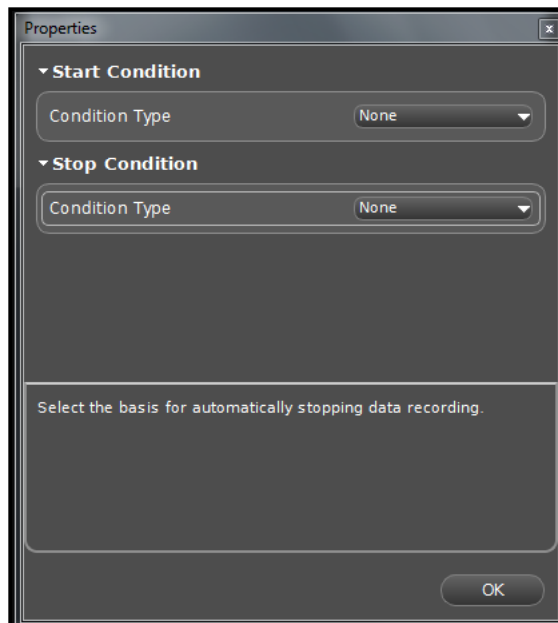 Properties
x
Start Condition
Condition Type None
Stop Condition
Condition Type None
Select the basis for automatically stopping data recording.
OK